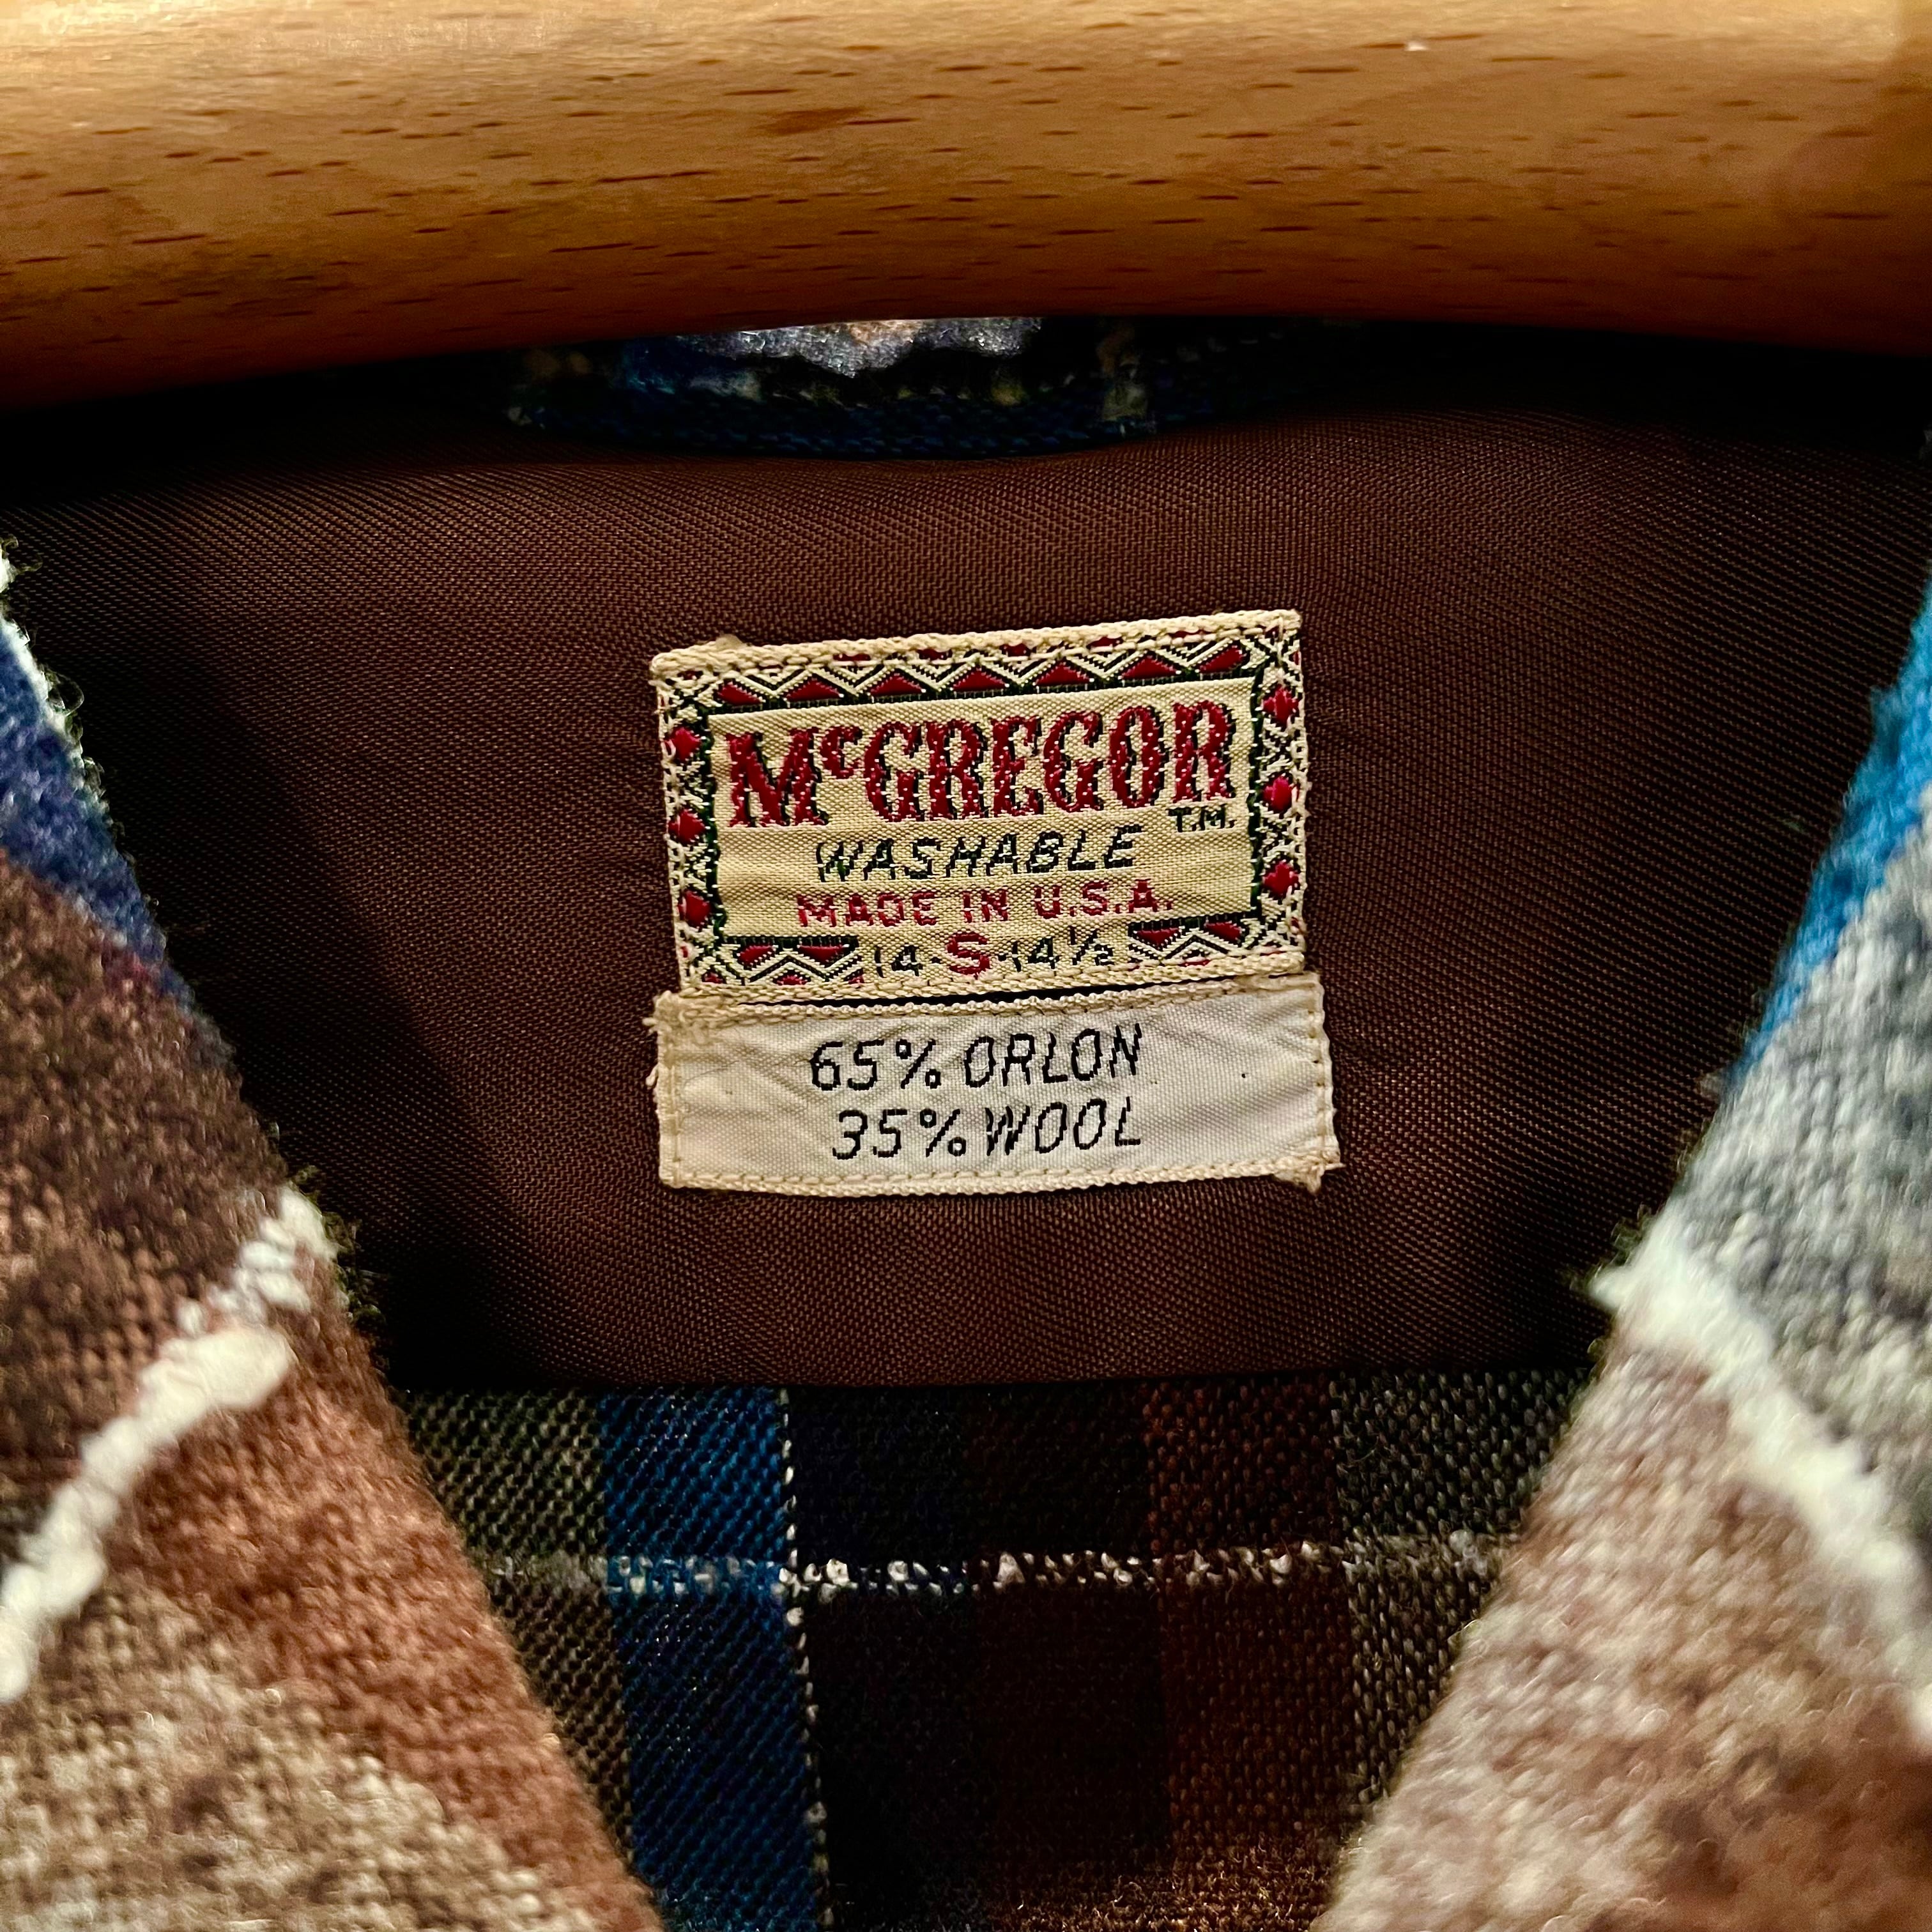 McGREGOR
T.M.
WASHABLE
MADE IN U.S.A.
14-S-14½
65% ORLON
35% WOOL